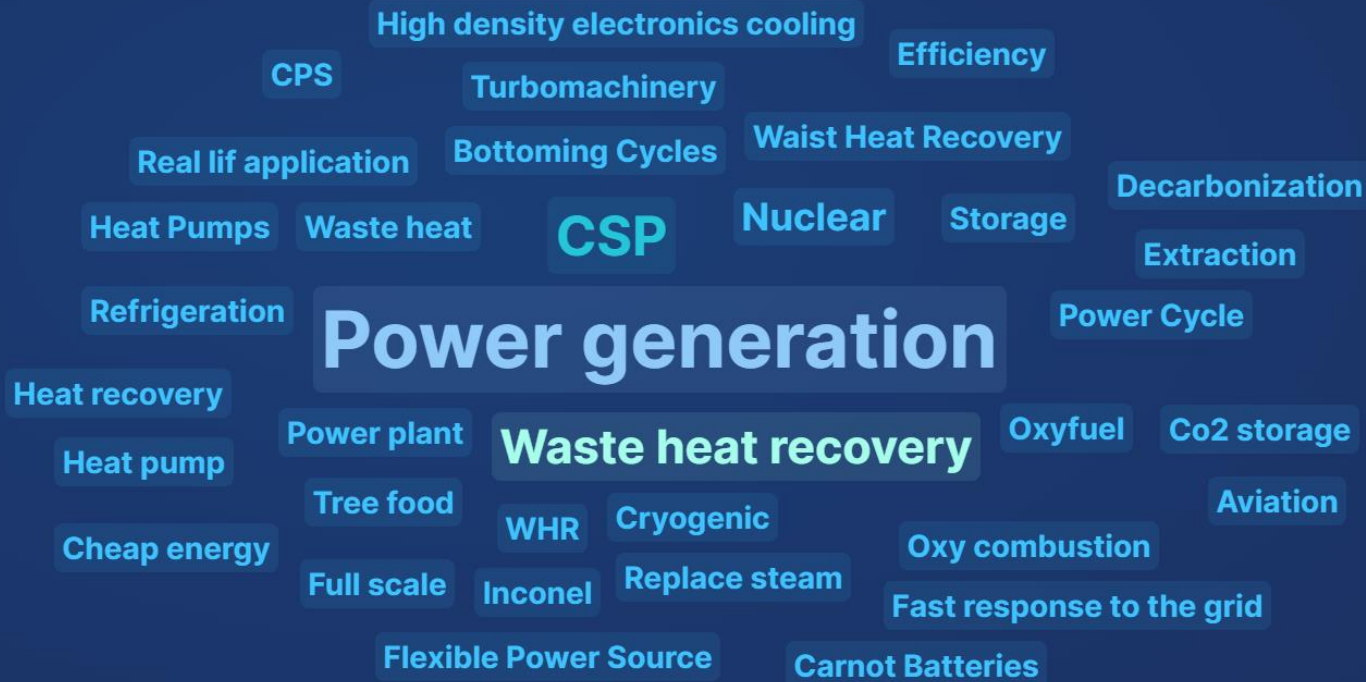 High density electronics cooling
Efficiency
CPS
Turbomachinery
Waist Heat Recovery
Bottoming Cycles
Real lif application
Decarbonization
Nuclear
Storage
Heat Pumps
Waste heat
CSP
Extraction
Refrigeration
Power Cycle
Power generation
Heat recovery
Oxyfuel
Co2 storage
Power plant
Waste heat recovery
Heat pump
Aviation
Tree food
Cryogenic
WHR
Cheap energy
Oxy combustion
Replace steam
Full scale
Inconel
Fast response to the grid
Flexible Power Source
Carnot Batteries